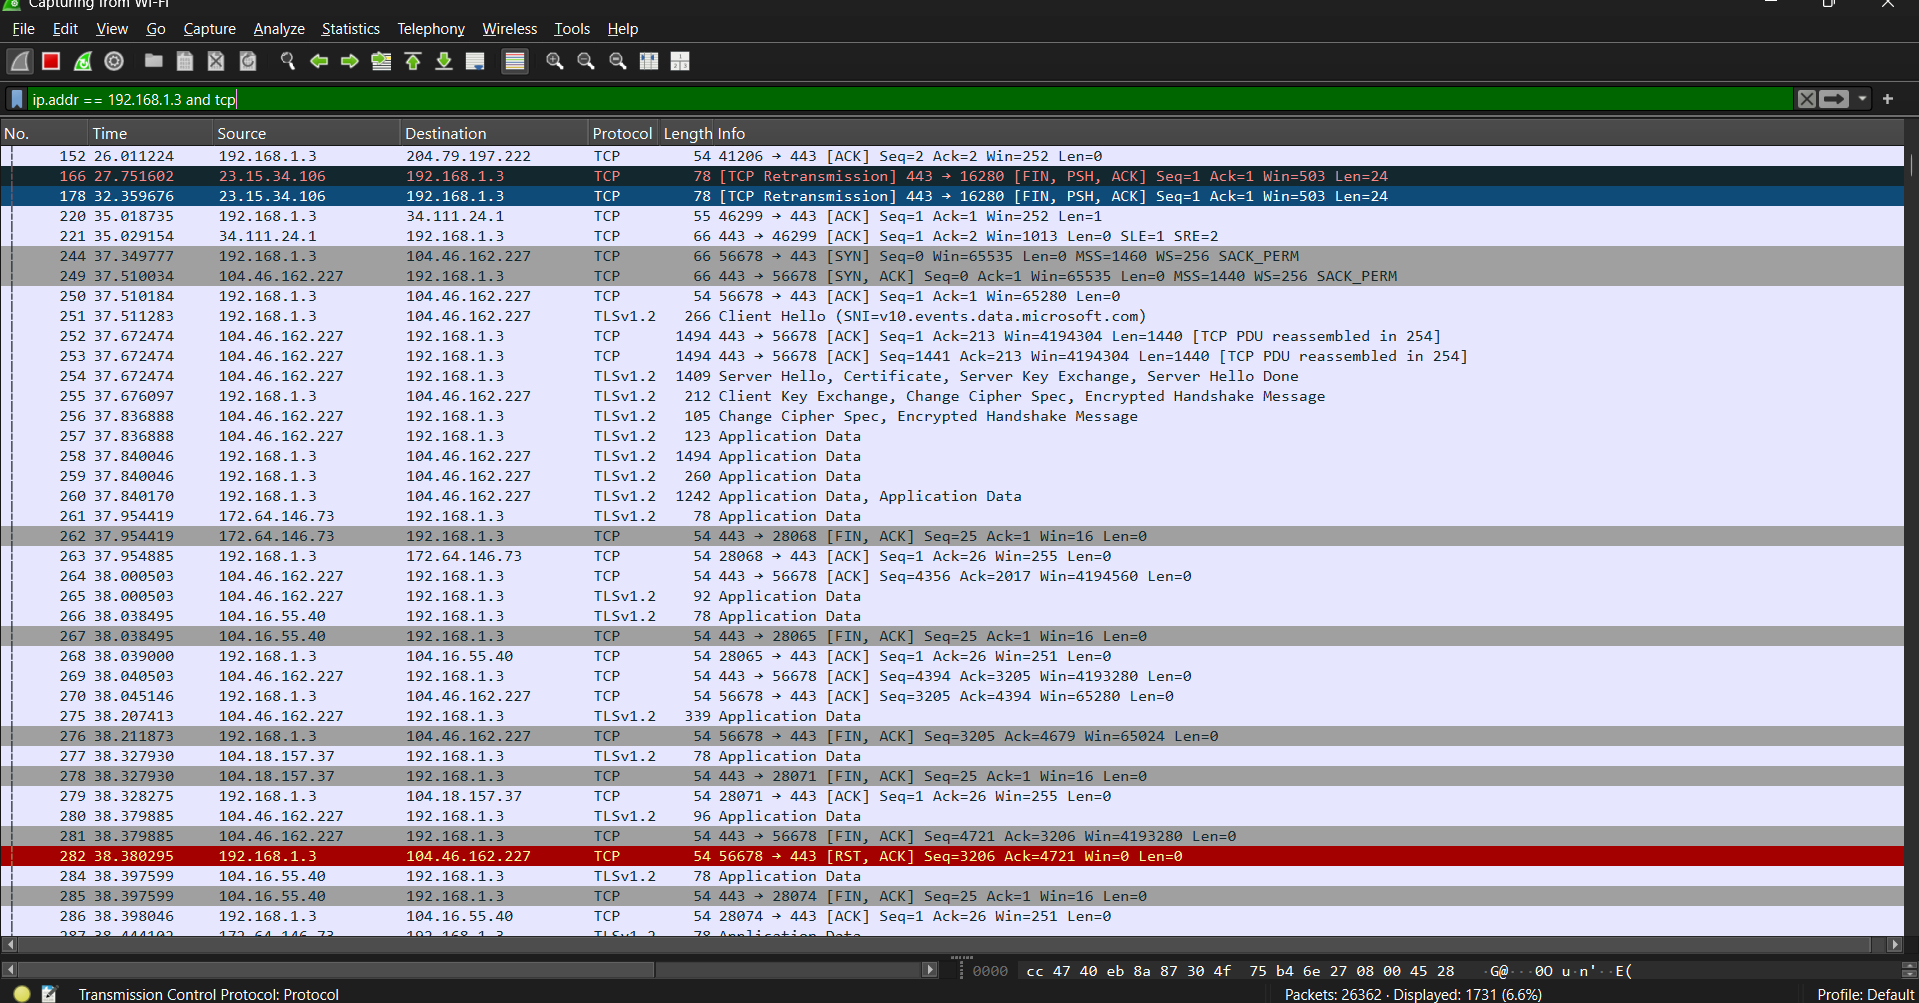 Capturing from Wi-Fi
File Edit View Go Capture Analyze Statistics Telephony Wireless Tools Help
ip.addr == 192.168.1.3 and tcp
No. Time Source Destination Protocol Length Info
152 26.011224 192.168.1.3 204.79.197.222 TCP 54 41206 → 443 [ACK] Seq=2 Ack=2 Win=252 Len=0
166 27.751602 23.15.34.106 192.168.1.3 TCP 78 [TCP Retransmission] 443 → 16280 [FIN, PSH, ACK] Seq=1 Ack=1 Win=503 Len=24
178 32.359676 23.15.34.106 192.168.1.3 TCP 78 [TCP Retransmission] 443 → 16280 [FIN, PSH, ACK] Seq=1 Ack=1 Win=503 Len=24
220 35.018735 192.168.1.3 34.111.24.1 TCP 55 46299 → 443 [ACK] Seq=1 Ack=1 Win=252 Len=1
221 35.029154 34.111.24.1 192.168.1.3 TCP 66 443 → 46299 [ACK] Seq=1 Ack=2 Win=1013 Len=0 SLE=1 SRE=2
244 37.349777 192.168.1.3 104.46.162.227 TCP 66 56678 → 443 [SYN] Seq=0 Win=65535 Len=0 MSS=1460 WS=256 SACK_PERM
249 37.510034 104.46.162.227 192.168.1.3 TCP 66 443 → 56678 [SYN, ACK] Seq=0 Ack=1 Win=65535 Len=0 MSS=1440 WS=256 SACK_PERM
250 37.510184 192.168.1.3 104.46.162.227 TCP 54 56678 → 443 [ACK] Seq=1 Ack=1 Win=65280 Len=0
251 37.511283 192.168.1.3 104.46.162.227 TLSv1.2 266 Client Hello (SNI=v10.events.data.microsoft.com)
252 37.672474 104.46.162.227 192.168.1.3 TCP 1494 443 → 56678 [ACK] Seq=1 Ack=213 Win=4194304 Len=1440 [TCP PDU reassembled in 254]
253 37.672474 104.46.162.227 192.168.1.3 TCP 1494 443 → 56678 [ACK] Seq=1441 Ack=213 Win=4194304 Len=1440 [TCP PDU reassembled in 254]
254 37.672474 104.46.162.227 192.168.1.3 TLSv1.2 1409 Server Hello, Certificate, Server Key Exchange, Server Hello Done
255 37.676097 192.168.1.3 104.46.162.227 TLSv1.2 212 Client Key Exchange, Change Cipher Spec, Encrypted Handshake Message
256 37.836888 104.46.162.227 192.168.1.3 TLSv1.2 105 Change Cipher Spec, Encrypted Handshake Message
257 37.836888 104.46.162.227 192.168.1.3 TLSv1.2 123 Application Data
258 37.840046 192.168.1.3 104.46.162.227 TLSv1.2 1494 Application Data
259 37.840046 192.168.1.3 104.46.162.227 TLSv1.2 260 Application Data
260 37.840170 192.168.1.3 104.46.162.227 TLSv1.2 1242 Application Data, Application Data
261 37.954419 172.64.146.73 192.168.1.3 TLSv1.2 78 Application Data
262 37.954419 172.64.146.73 192.168.1.3 TCP 54 443 → 28068 [FIN, ACK] Seq=25 Ack=1 Win=16 Len=0
263 37.954885 192.168.1.3 172.64.146.73 TCP 54 28068 → 443 [ACK] Seq=1 Ack=26 Win=255 Len=0
264 38.000503 104.46.162.227 192.168.1.3 TCP 54 443 → 56678 [ACK] Seq=4356 Ack=2017 Win=4194560 Len=0
265 38.000503 104.46.162.227 192.168.1.3 TLSv1.2 92 Application Data
266 38.038495 104.16.55.40 192.168.1.3 TLSv1.2 78 Application Data
267 38.038495 104.16.55.40 192.168.1.3 TCP 54 443 → 28065 [FIN, ACK] Seq=25 Ack=1 Win=16 Len=0
268 38.039000 192.168.1.3 104.16.55.40 TCP 54 28065 → 443 [ACK] Seq=1 Ack=26 Win=251 Len=0
269 38.040503 104.46.162.227 192.168.1.3 TCP 54 443 → 56678 [ACK] Seq=4394 Ack=3205 Win=4193280 Len=0
270 38.045146 192.168.1.3 104.46.162.227 TCP 54 56678 → 443 [ACK] Seq=3205 Ack=4394 Win=65280 Len=0
275 38.207413 104.46.162.227 192.168.1.3 TLSv1.2 339 Application Data
276 38.211873 192.168.1.3 104.46.162.227 TCP 54 56678 → 443 [FIN, ACK] Seq=3205 Ack=4679 Win=65024 Len=0
277 38.327930 104.18.157.37 192.168.1.3 TLSv1.2 78 Application Data
278 38.327930 104.18.157.37 192.168.1.3 TCP 54 443 → 28071 [FIN, ACK] Seq=25 Ack=1 Win=16 Len=0
279 38.328275 192.168.1.3 104.18.157.37 TCP 54 28071 → 443 [ACK] Seq=1 Ack=26 Win=255 Len=0
280 38.379885 104.46.162.227 192.168.1.3 TLSv1.2 96 Application Data
281 38.379885 104.46.162.227 192.168.1.3 TCP 54 443 → 56678 [FIN, ACK] Seq=4721 Ack=3206 Win=4193280 Len=0
282 38.380295 192.168.1.3 104.46.162.227 TCP 54 56678 → 443 [RST, ACK] Seq=3206 Ack=4721 Win=0 Len=0
284 38.397599 104.16.55.40 192.168.1.3 TLSv1.2 78 Application Data
285 38.397599 104.16.55.40 192.168.1.3 TCP 54 443 → 28074 [FIN, ACK] Seq=25 Ack=1 Win=16 Len=0
286 38.398046 192.168.1.3 104.16.55.40 TCP 54 28074 → 443 [ACK] Seq=1 Ack=26 Win=251 Len=0
287 38.444102 172.64.146.73 192.168.1.3 TLSv1.2 78 Application Data
0000 cc 47 40 eb 8a 87 30 4f 75 b4 6e 27 08 00 45 28 ·G@···0O u·n'··E(
Transmission Control Protocol: Protocol
Packets: 26362 · Displayed: 1731 (6.6%)
Profile: Default